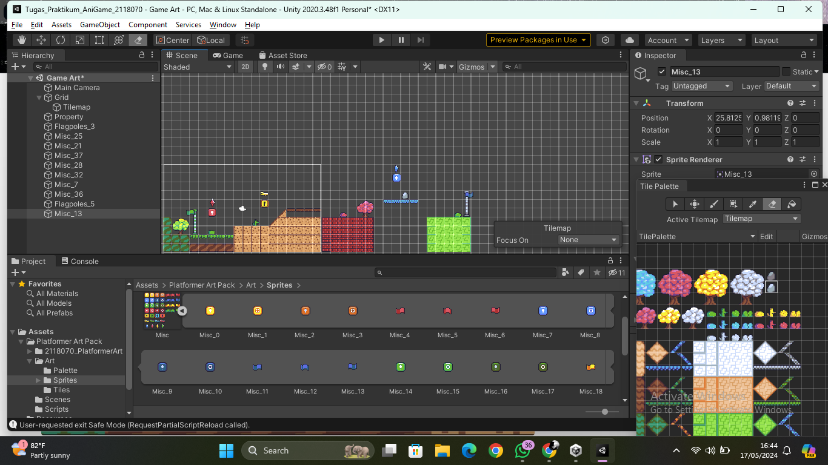 Tugas_Praktikum_AniGame_2118070 - Game Art - PC, Mac & Linux Standalone - Unity 2020.3.48f1 Personal* <DX11>
File Edit Assets GameObject Component Services Window Help
Center Local Preview Packages in Use Account Layers Layout
Hierarchy Scene Game Asset Store Inspector
All Shaded 2D 0 Gizmos All Misc_13 Static
Game Art*
Main Camera Tag Untagged Layer Default
Grid
Tilemap Transform
Property Position X 25.8125 Y 0.98119 Z 0
Flagpoles_3 Rotation X 0 Y 0 Z 0
Misc_25 Scale X 1 Y 1 Z 1
Misc_21
Misc_37 Sprite Renderer
Misc_28 Sprite Misc_13
Misc_32
Misc_7 Tile Palette
Misc_36
Flagpoles_5
Misc_13 Active Tilemap Tilemap
Tilemap
Focus On None
TilePalette Edit Gizmos
Project Console
11
Favorites Assets > Platformer Art Pack > Art > Sprites >
All Materials
All Models
All Prefabs
Misc Misc_0 Misc_1 Misc_2 Misc_3 Misc_4 Misc_5 Misc_6 Misc_7 Misc_8
Assets
Platformer Art Pack
2118070_PlatformerArt
Art
Palette
Sprites
Tiles Misc_9 Misc_10 Misc_11 Misc_12 Misc_13 Misc_14 Misc_15 Misc_16 Misc_17 Misc_18
Scenes
Scripts
Activate Windows
Go to Settings Windows.
User-requested exit Safe Mode (RequestPartialScriptReload called).
82°F
Partly sunny
Search
36
16:44
17/05/2024